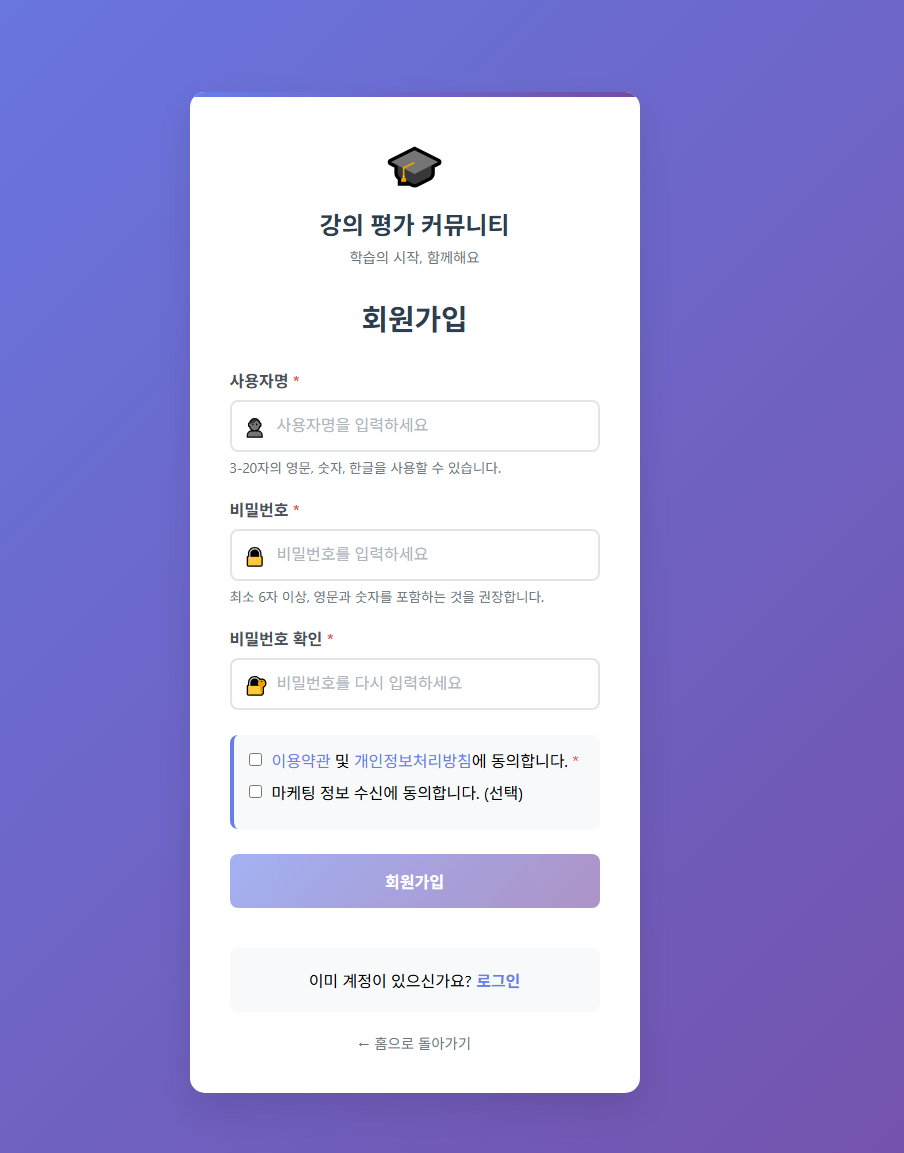 강의 평가 커뮤니티
학습의 시작, 함께해요
회원가입
사용자명 *
사용자명을 입력하세요
3-20자의 영문, 숫자, 한글을 사용할 수 있습니다.
비밀번호 *
비밀번호를 입력하세요
최소 6자 이상, 영문과 숫자를 포함하는 것을 권장합니다.
비밀번호 확인 *
비밀번호를 다시 입력하세요
이용약관 및 개인정보처리방침에 동의합니다. *
마케팅 정보 수신에 동의합니다. (선택)
회원가입
이미 계정이 있으신가요? 로그인
← 홈으로 돌아가기